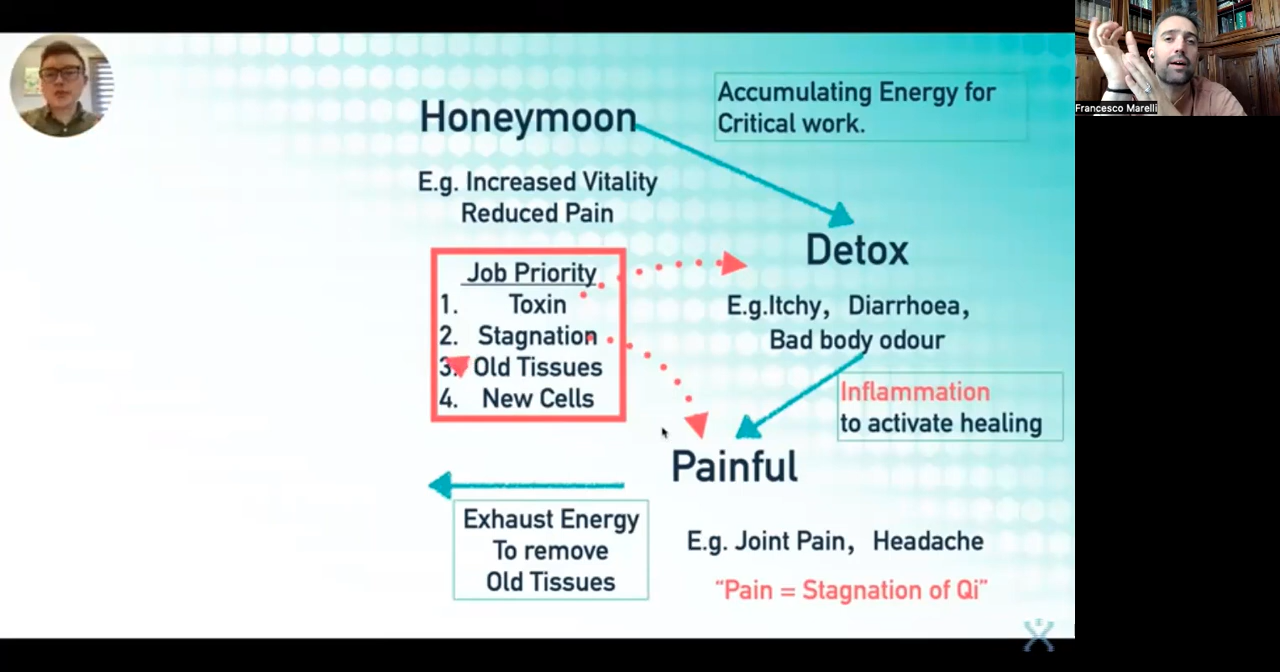 Honeymoon
Accumulating Energy for
Critical work.
E.g. Increased Vitality
Reduced Pain
Job Priority
1. Toxin
2. Stagnation
3. Old Tissues
4. New Cells
Detox
E.g.Itchy, Diarrhoea,
Bad body odour
Inflammation
to activate healing
Painful
Exhaust Energy
To remove
Old Tissues
E.g. Joint Pain, Headache
“Pain = Stagnation of Qi”
Francesco Marelli